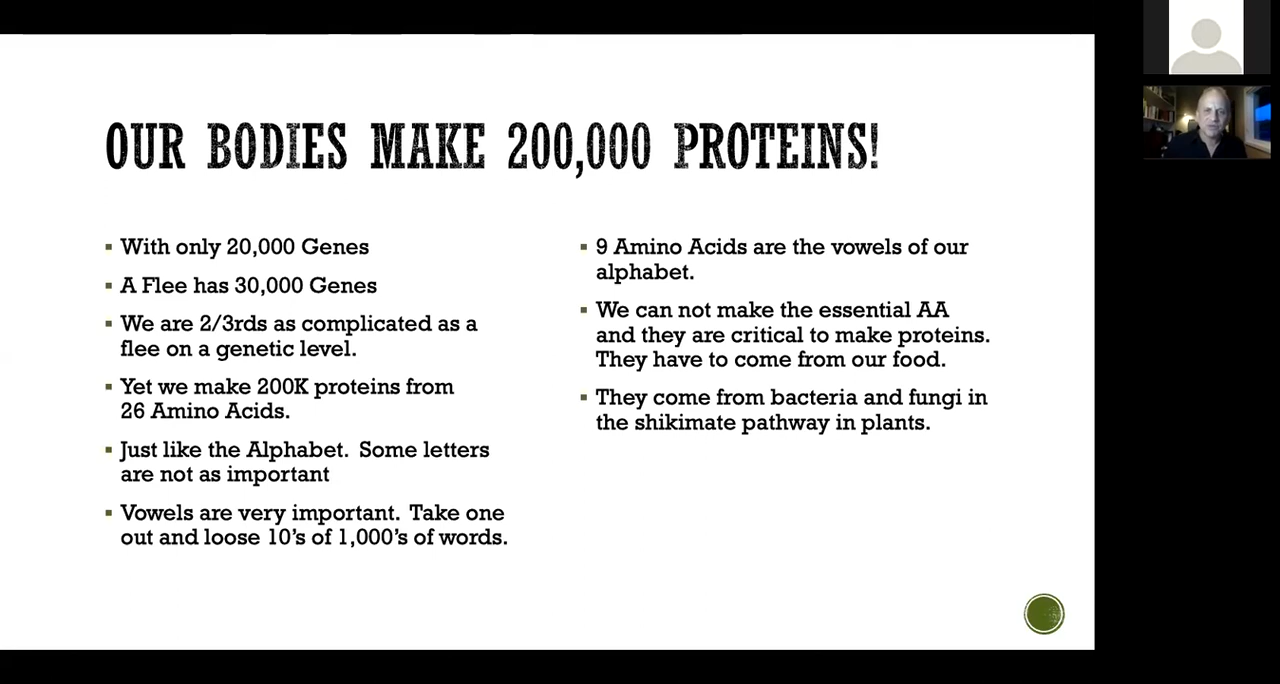 OUR BODIES MAKE 200,000 PROTEINS!
With only 20,000 Genes
A Flee has 30,000 Genes
We are 2/3rds as complicated as a
flee on a genetic level.
Yet we make 200K proteins from
26 Amino Acids.
Just like the Alphabet. Some letters
are not as important
Vowels are very important. Take one
out and loose 10's of 1,000's of words.
9 Amino Acids are the vowels of our
alphabet.
We can not make the essential AA
and they are critical to make proteins.
They have to come from our food.
They come from bacteria and fungi in
the shikimate pathway in plants.